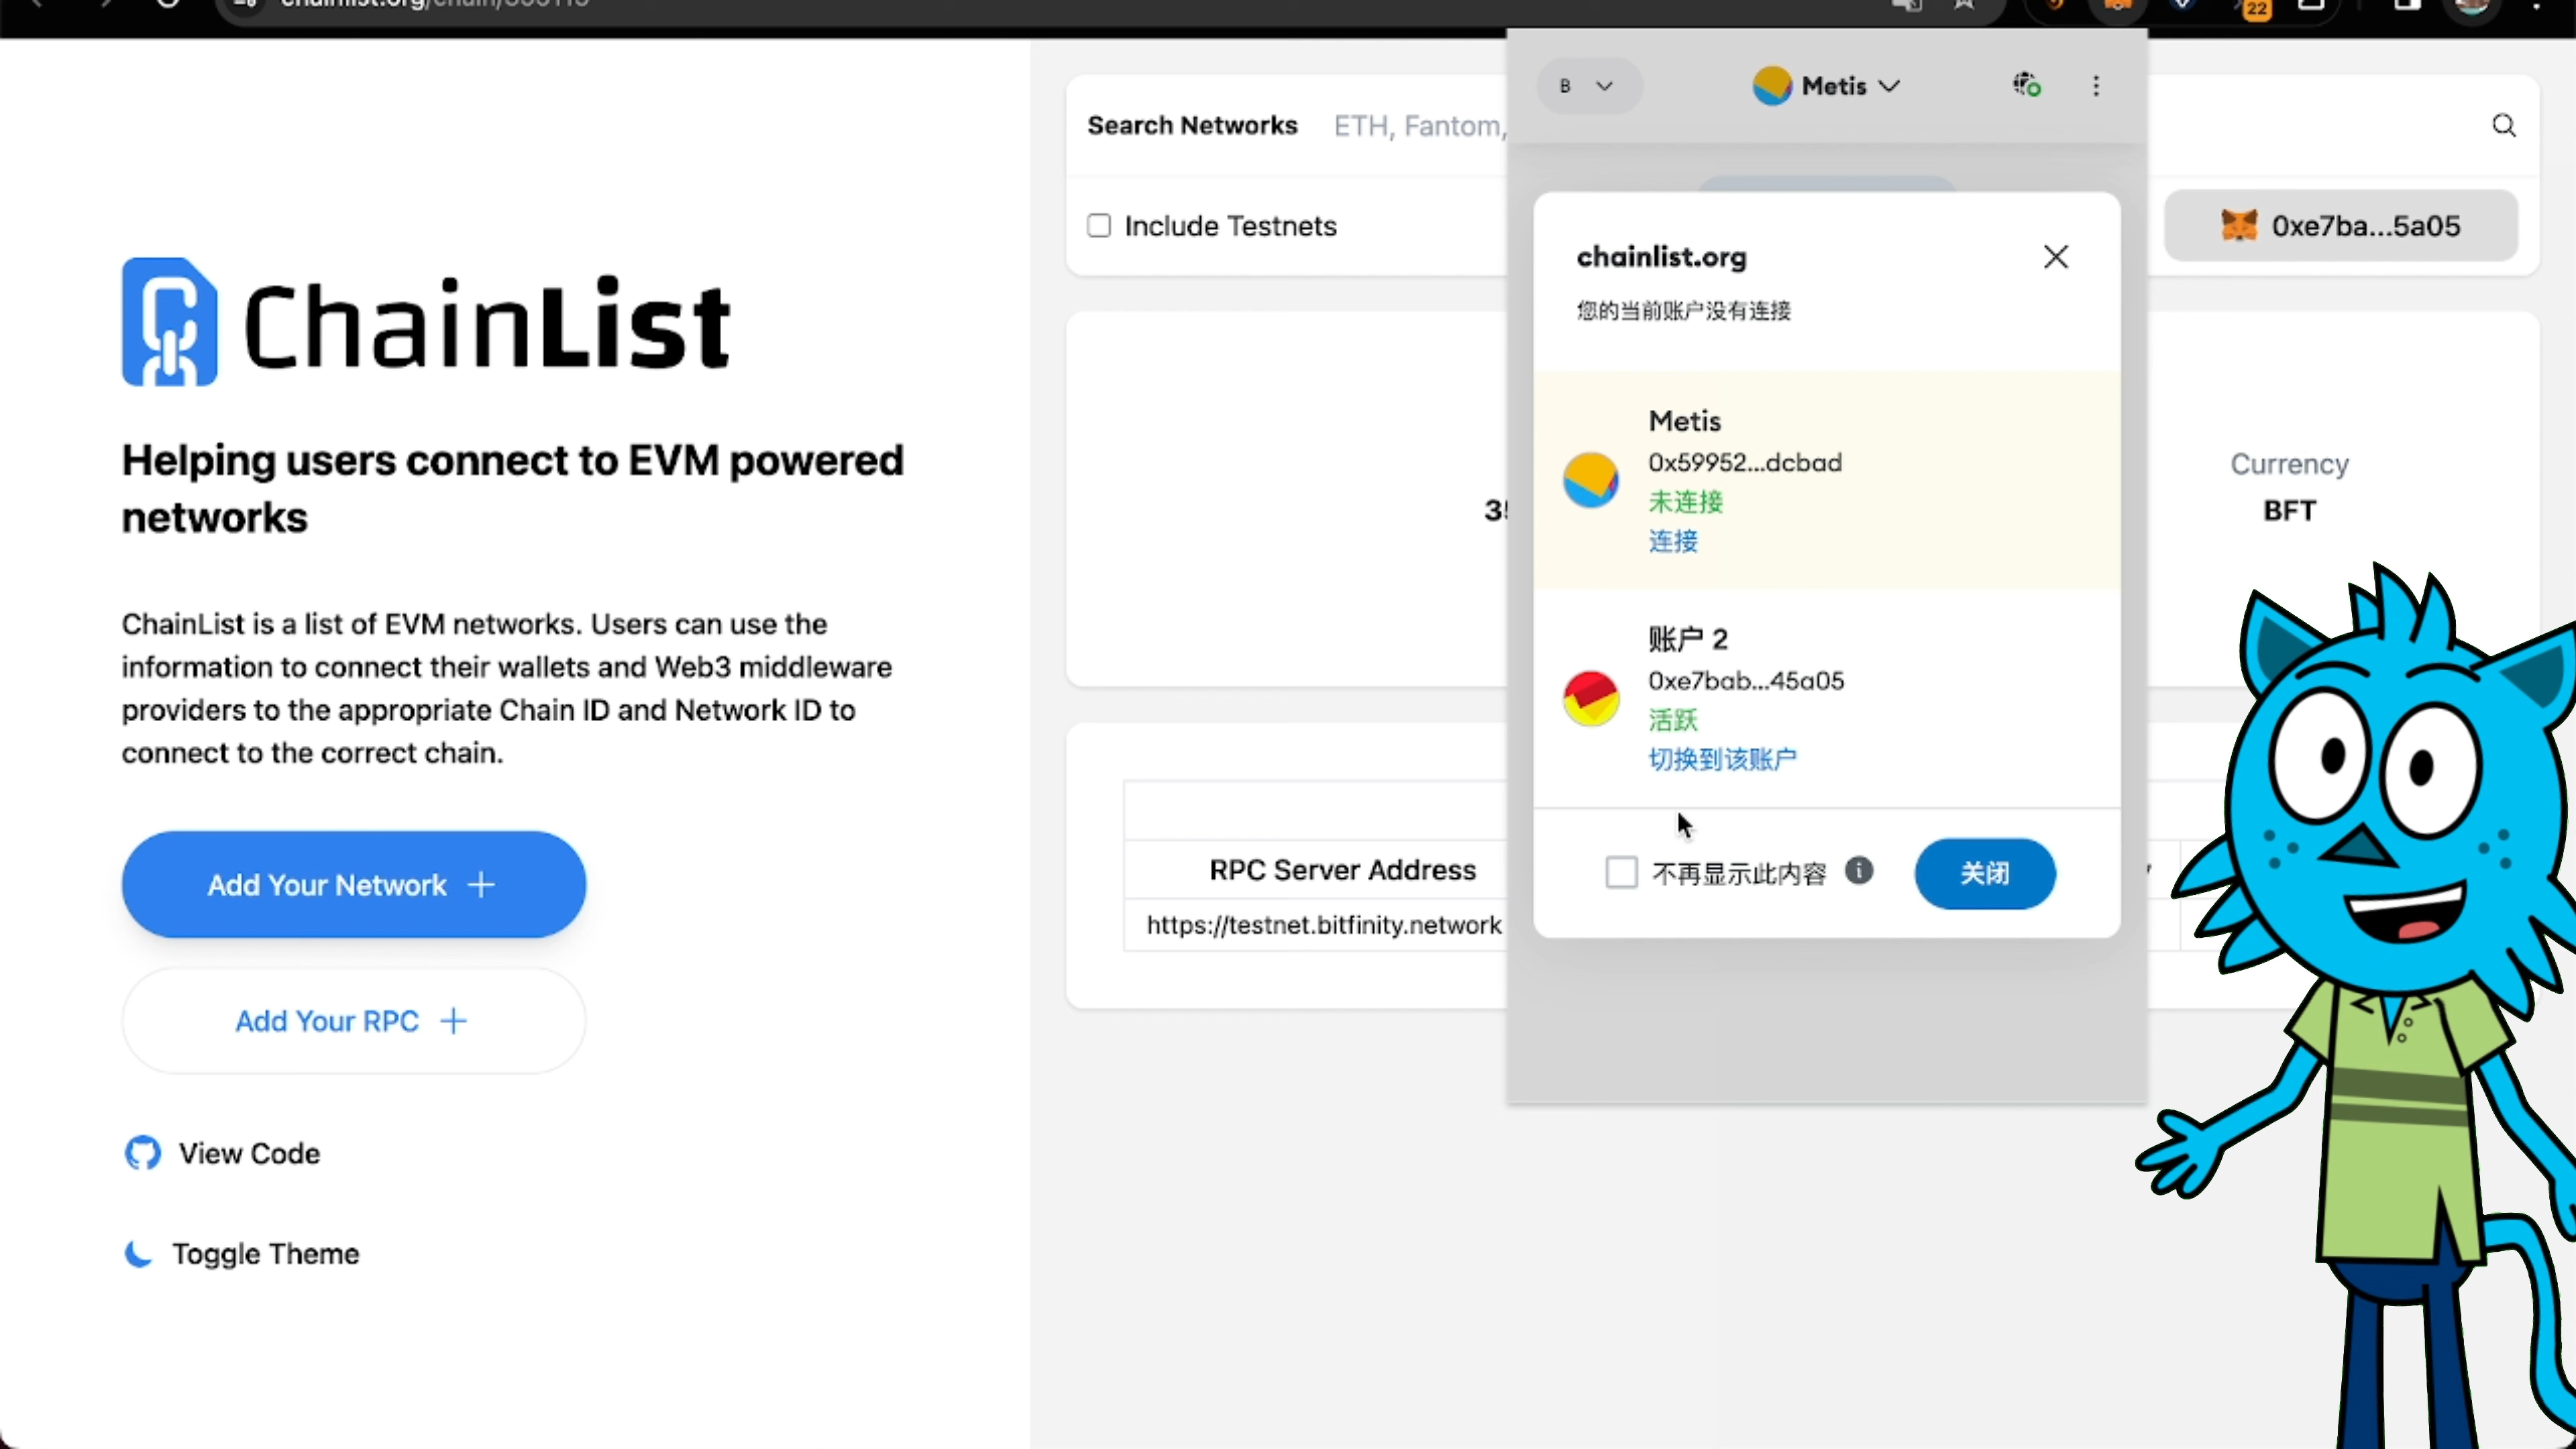 22
ChainList
Helping users connect to EVM powered
networks
ChainList is a list of EVM networks. Users can use the
information to connect their wallets and Web3 middleware
providers to the appropriate Chain ID and Network ID to
connect to the correct chain.
Add Your Network
Add Your RPC
View Code
Toggle Theme
Search Networks ETH, Fantom,
Include Testnets
0xe7ba...5a05
Currency
BFT
RPC Server Address
https://testnet.bitfinity.network
B
Metis
chainlist.org
您的当前账户没有连接
Metis
0x59952...dcbad
未连接
连接
账户 2
0xe7bab...45a05
活跃
切换到该账户
不再显示此内容
关闭